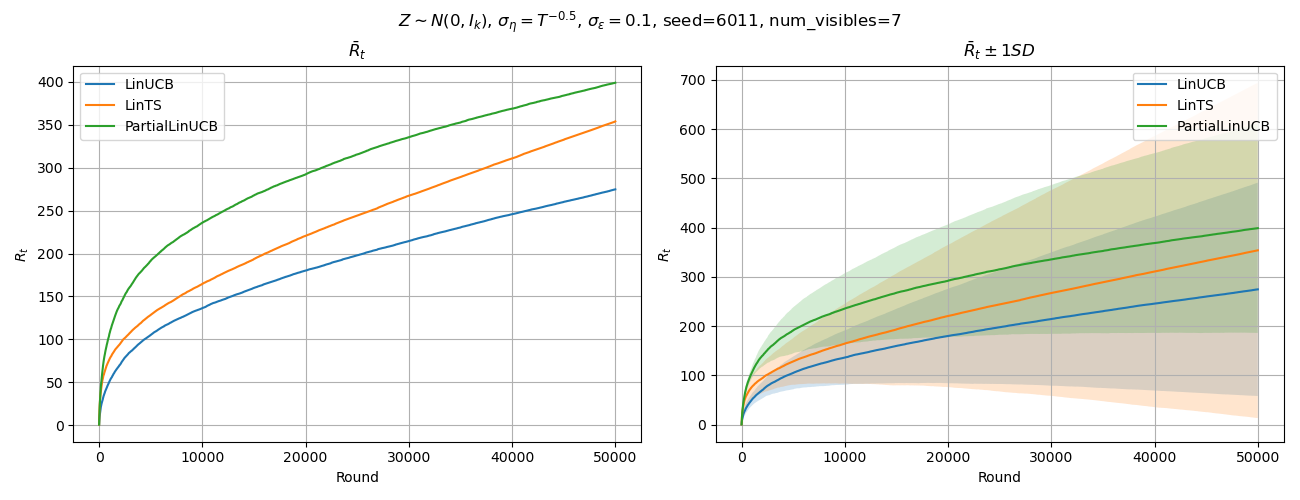 Z ∼ N(0, I_k), σ_η = T^{−0.5}, σ_ε = 0.1, seed=6011, num_visibles=7
R̄_t
400
350
300
250
200
150
100
50
0
R_t
LinUCB
LinTS
PartialLinUCB
0
10000
20000
30000
40000
50000
Round
R̄_t ± 1SD
700
600
500
400
300
200
100
0
R_t
LinUCB
LinTS
PartialLinUCB
0
10000
20000
30000
40000
50000
Round